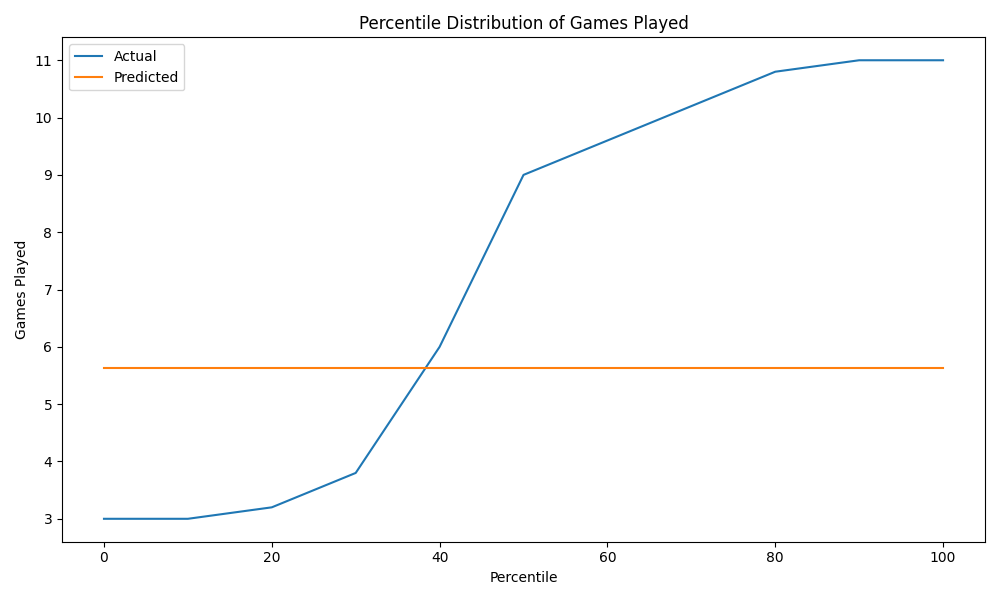 Percentile Distribution of Games Played
Actual
Predicted
11
10
9
8
7
6
5
4
3
Games Played
0 20 40 60 80 100
Percentile